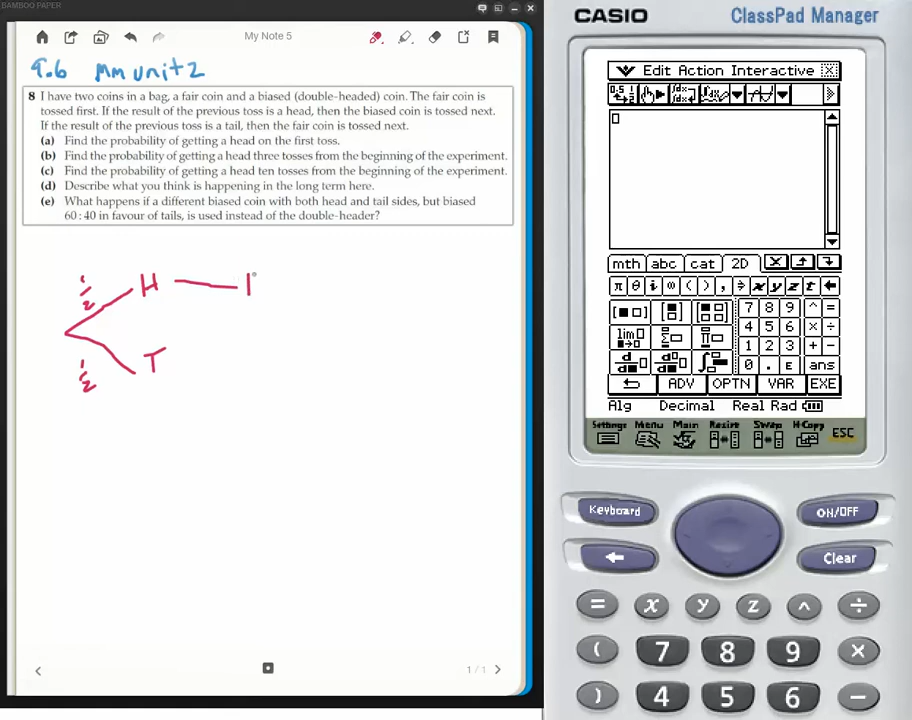 BAMBOO PAPER
My Note 5
9.6 mm unit 2
8 I have two coins in a bag, a fair coin and a biased (double-headed) coin. The fair coin is
tossed first. If the result of the previous toss is a head, then the biased coin is tossed next.
If the result of the previous toss is a tail, then the fair coin is tossed next.
(a) Find the probability of getting a head on the first toss.
(b) Find the probability of getting a head three tosses from the beginning of the experiment.
(c) Find the probability of getting a head ten tosses from the beginning of the experiment.
(d) Describe what you think is happening in the long term here.
(e) What happens if a different biased coin with both head and tail sides, but biased
60 : 40 in favour of tails, is used instead of the double-header?
1/2 H
1/2 T
1 / 1
CASIO ClassPad Manager
Edit Action Interactive
mth abc cat 2D
π θ i ∞ ( ) , ⇒ x y z t ←
7 8 9 ^ =
4 5 6 × ÷
lim
1 2 3 + −
0 . E ans
ADV OPTN VAR EXE
Alg Decimal Real Rad
Settings Menu Main Resize Swap H-Copy ESC
Keyboard ON/OFF
Clear
= x y z ^ ÷
( 7 8 9 ×
) 4 5 6 −